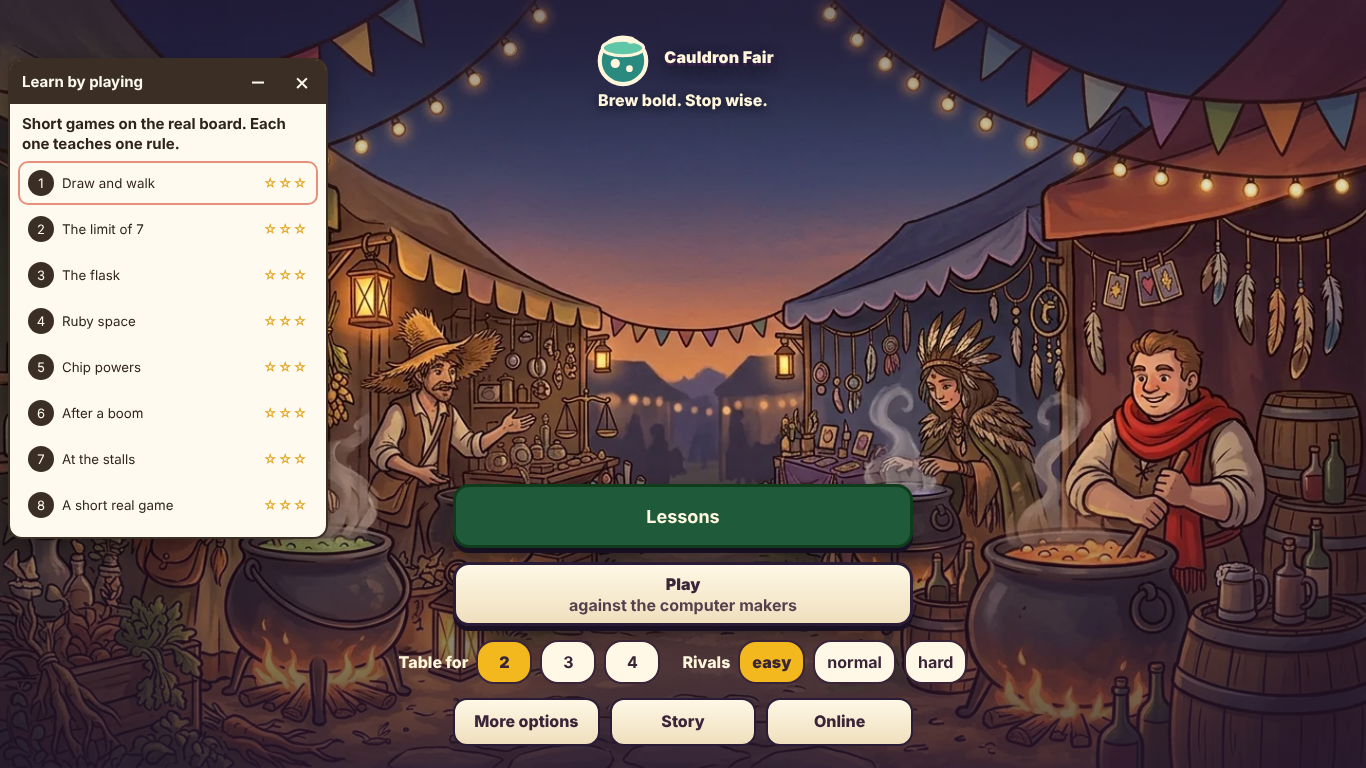 Cauldron Fair
Brew bold. Stop wise.
Learn by playing
Short games on the real board. Each
one teaches one rule.
1 Draw and walk
2 The limit of 7
3 The flask
4 Ruby space
5 Chip powers
6 After a boom
7 At the stalls
8 A short real game
Lessons
Play
against the computer makers
Table for 2 3 4 Rivals easy normal hard
More options Story Online